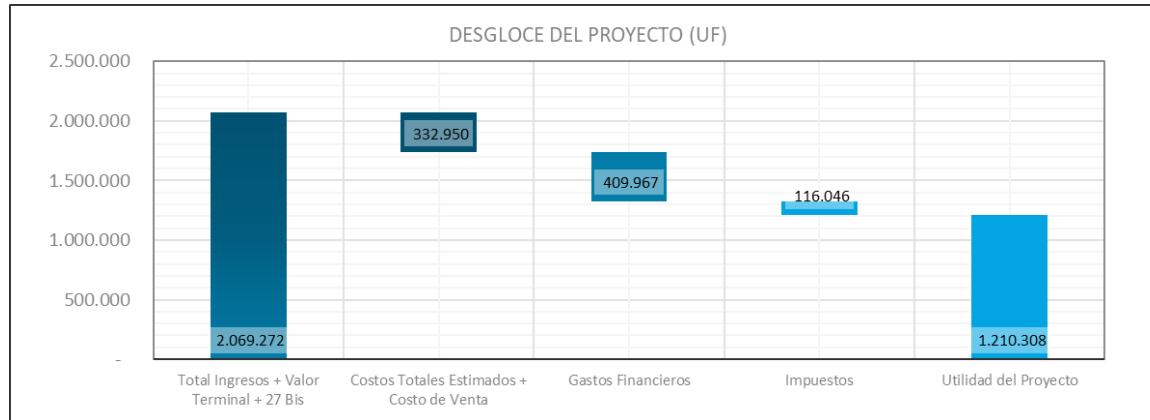 DESGLOCE DEL PROYECTO (UF)
2.500.000
2.000.000
1.500.000
1.000.000
500.000
-
2.069.272
332.950
409.967
116.046
1.210.308
Total Ingresos + Valor
Terminal + 27 Bis
Costos Totales Estimados +
Costo de Venta
Gastos Financieros
Impuestos
Utilidad del Proyecto